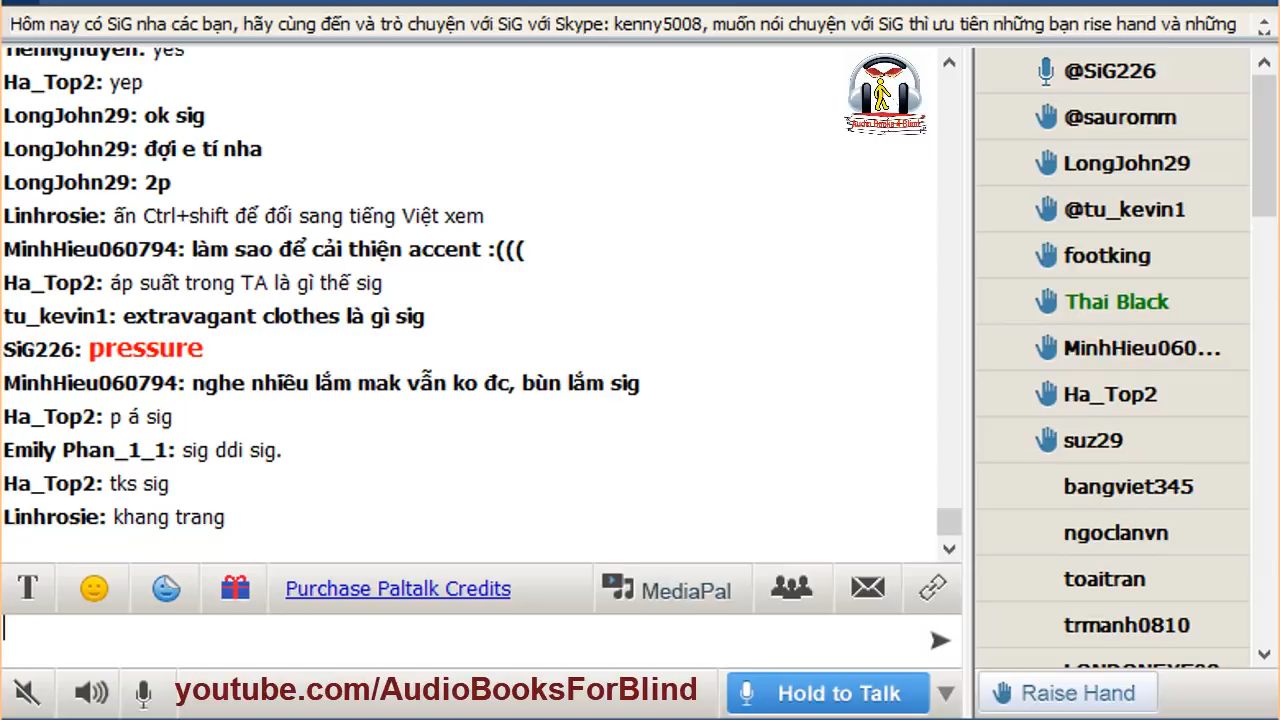 Hôm nay có SiG nha các bạn, hãy cùng đến và trò chuyện với SiG với Skype: kenny5008, muốn nói chuyện với SiG thì ưu tiên những bạn rise hand và những
TienNguyen: yes
Ha_Top2: yep
LongJohn29: ok sig
LongJohn29: đợi e tí nha
LongJohn29: 2p
Linhrosie: ấn Ctrl+shift để đổi sang tiếng Việt xem
MinhHieu060794: làm sao để cải thiện accent :(((
Ha_Top2: áp suất trong TA là gì thế sig
tu_kevin1: extravagant clothes là gì sig
SiG226: pressure
MinhHieu060794: nghe nhiều lắm mak vẫn ko đc, bùn lắm sig
Ha_Top2: p á sig
Emily Phan_1_1: sig ddi sig.
Ha_Top2: tks sig
Linhrosie: khang trang
Audio Books 4 Blind
@SiG226
@sauromm
LongJohn29
@tu_kevin1
footking
Thai Black
MinhHieu060...
Ha_Top2
suz29
bangviet345
ngoclanvn
toaitran
trmanh0810
T
Purchase Paltalk Credits
MediaPal
youtube.com/AudioBooksForBlind
Hold to Talk
Raise Hand